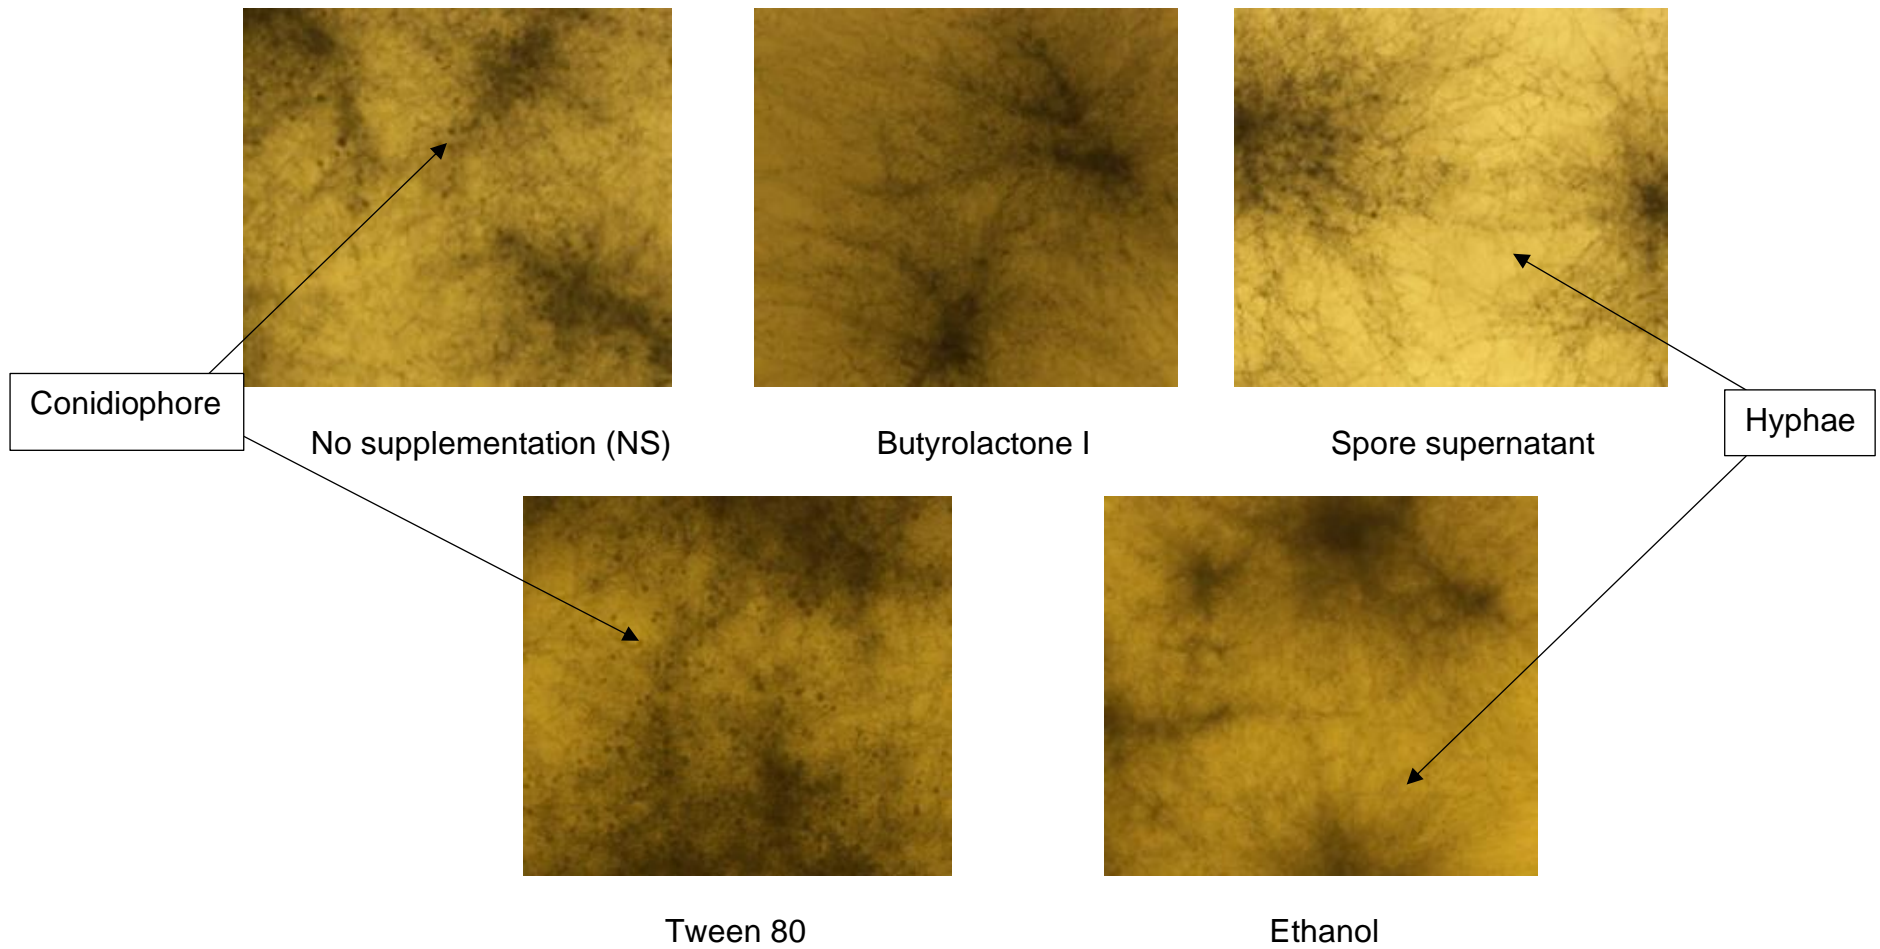 Conidiophore
No supplementation (NS)
Butyrolactone I
Spore supernatant
Hyphae
Tween 80
Ethanol